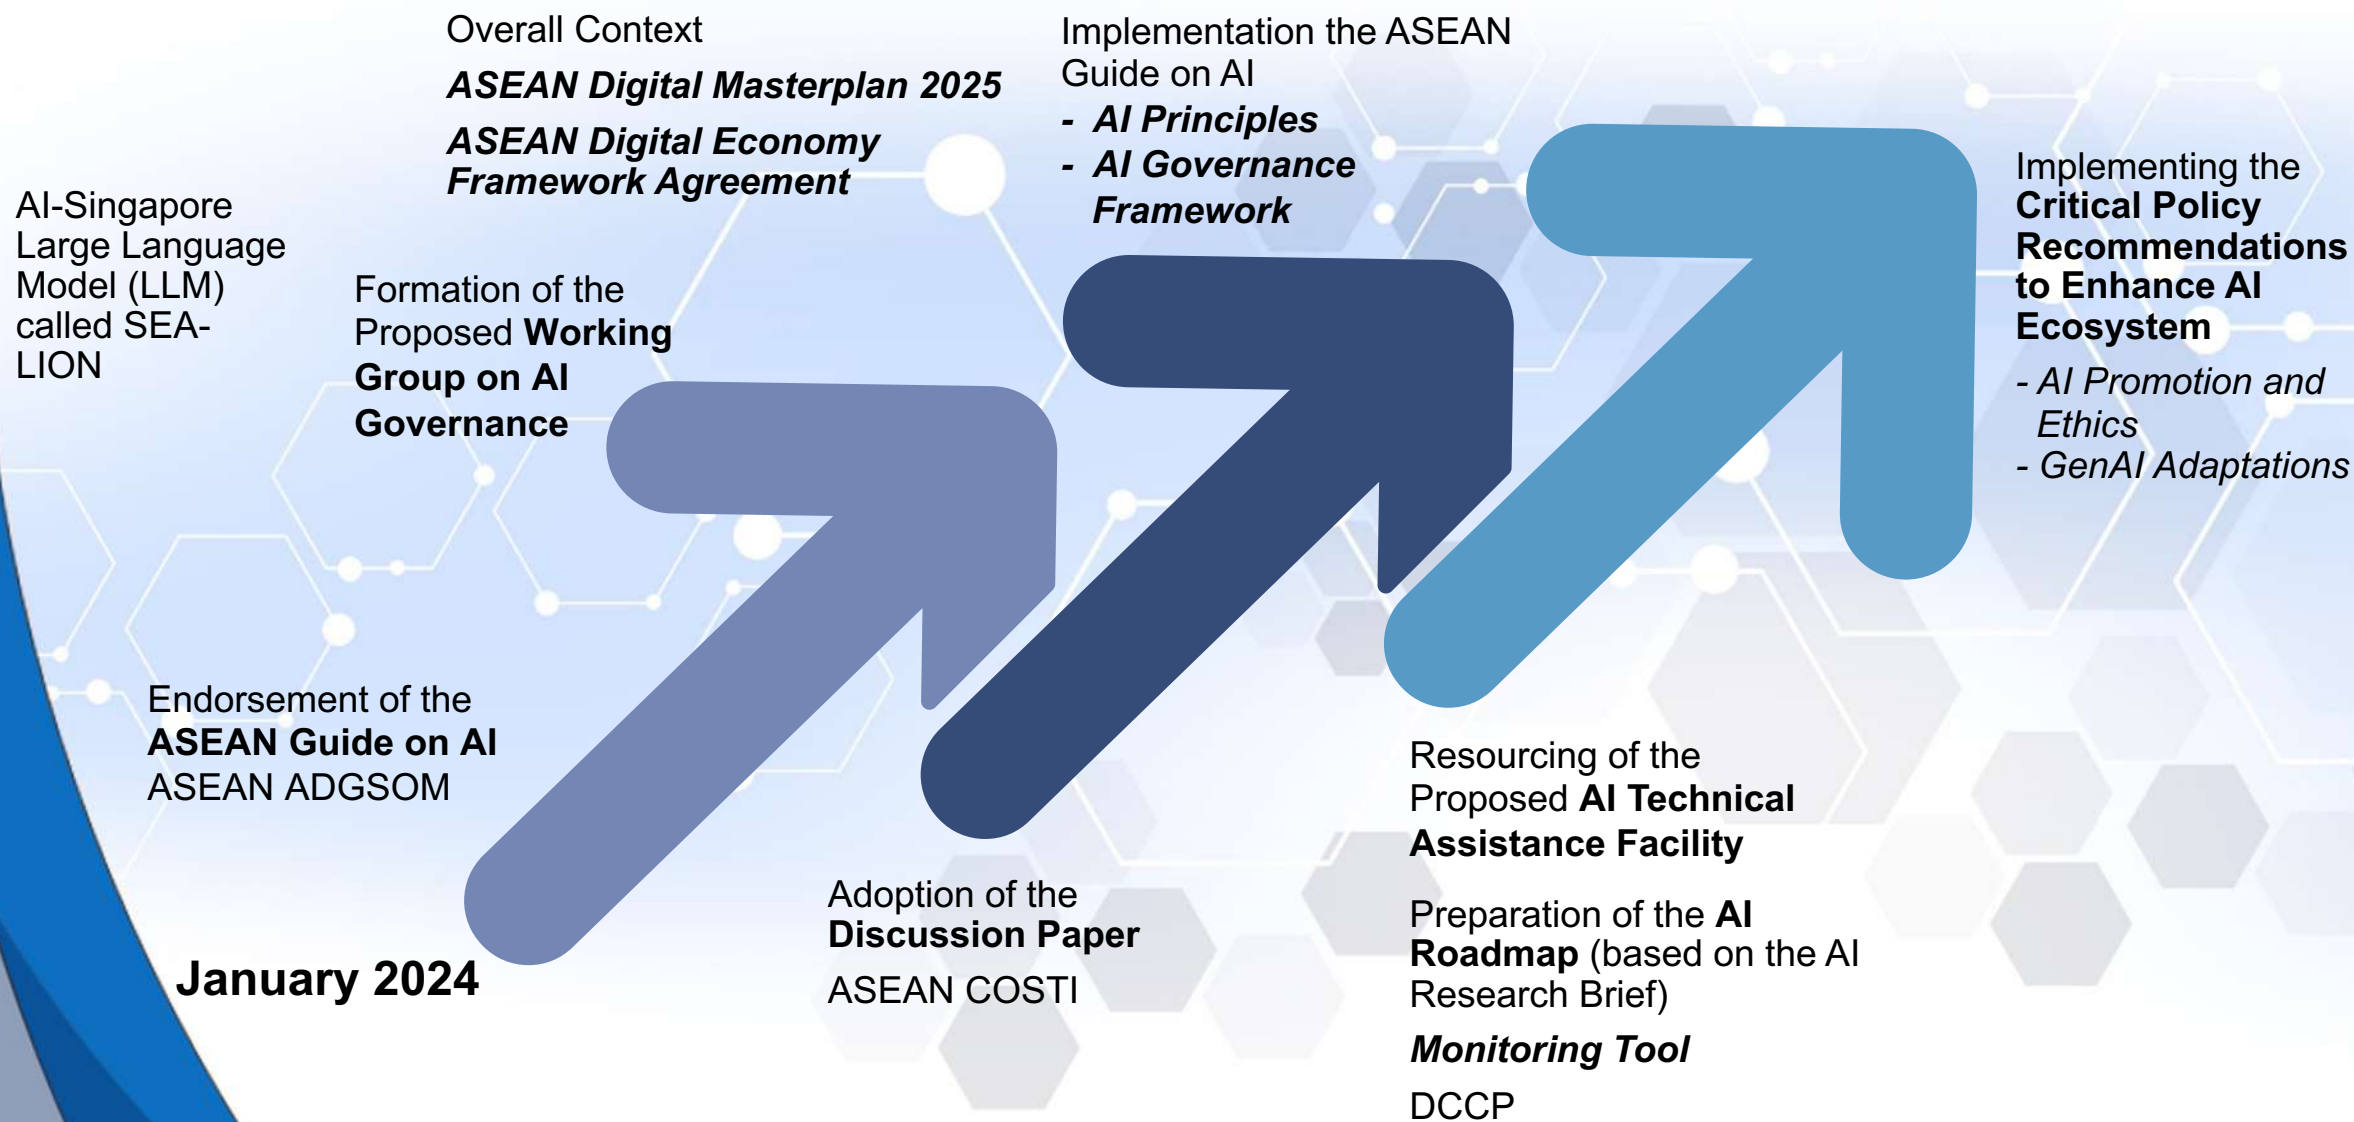 Overall Context
ASEAN Digital Masterplan 2025
ASEAN Digital Economy
Framework Agreement
Implementation the ASEAN
Guide on AI
- AI Principles
- AI Governance
Framework
AI-Singapore
Large Language
Model (LLM)
called SEA-
LION
Formation of the
Proposed Working
Group on AI
Governance
Implementing the
Critical Policy
Recommendations
to Enhance AI
Ecosystem
- AI Promotion and
Ethics
- GenAI Adaptations
Endorsement of the
ASEAN Guide on AI
ASEAN ADGSOM
January 2024
Adoption of the
Discussion Paper
ASEAN COSTI
Resourcing of the
Proposed AI Technical
Assistance Facility
Preparation of the AI
Roadmap (based on the AI
Research Brief)
Monitoring Tool
DCCP